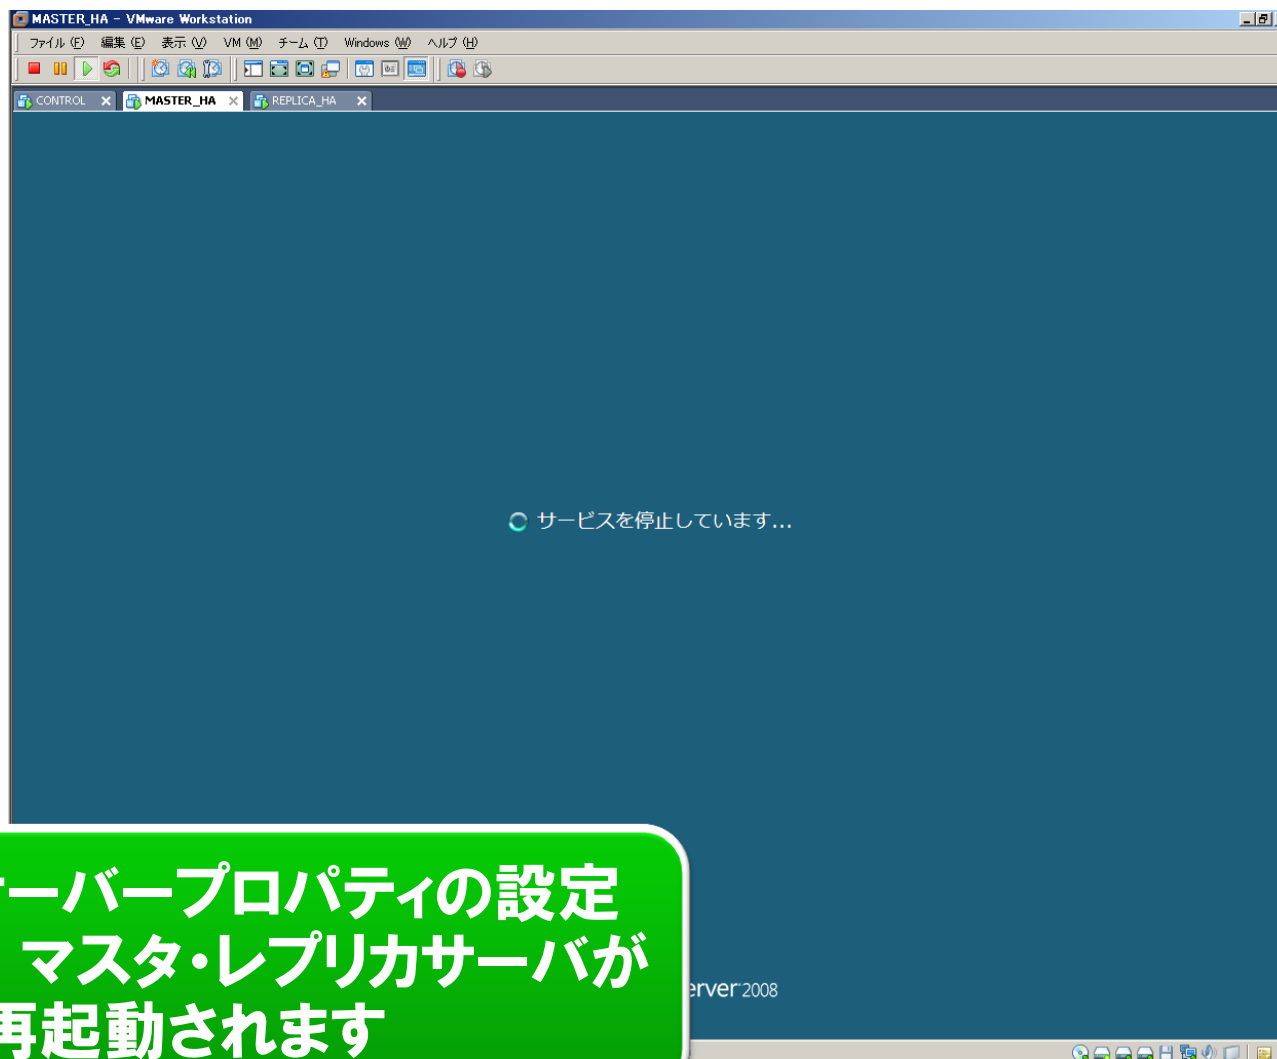 MASTER_HA - VMware Workstation
ファイル (F) 編集 (E) 表示 (V) VM (M) チーム (T) Windows (W) ヘルプ (H)
CONTROL MASTER_HA REPLICA_HA
サービスを停止しています...
ーバープロパティの設定
マスタ・レプリカサーバが
再起動されます
erver 2008